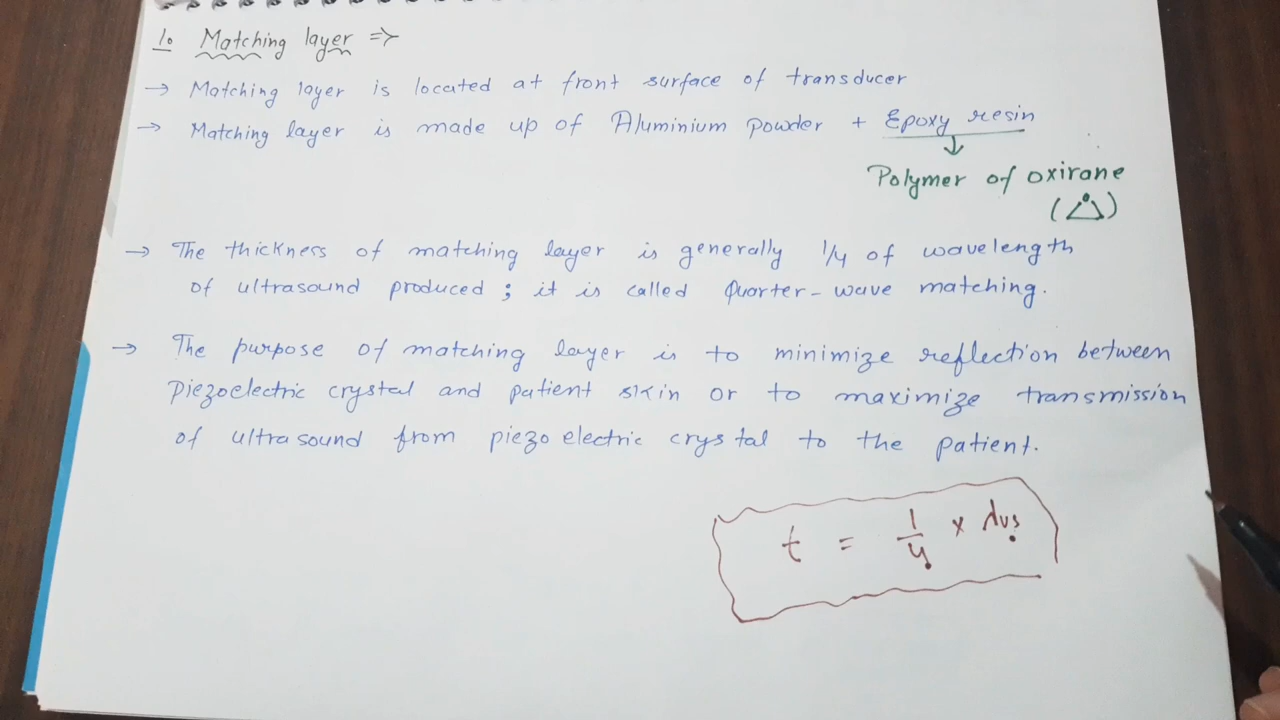 1. Matching layer ⇒
→ Matching layer is located at front surface of transducer
→ Matching layer is made up of Aluminium Powder + Epoxy resin
↓
Polymer of oxirane
(△)
→ The thickness of matching layer is generally 1/4 of wavelength
of ultrasound produced ; it is called Quarter-wave matching.
→ The purpose of matching layer is to minimize reflection between
Piezoelectric crystal and patient skin or to maximize transmission
of ultrasound from piezo electric crystal to the patient.
t = 1/4 × λus